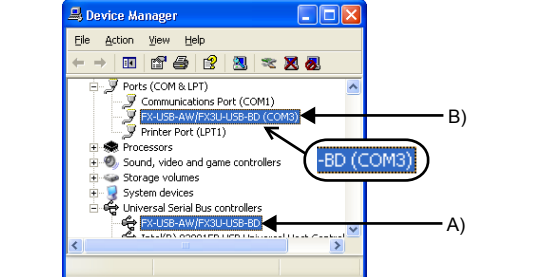 Device Manager
File Action View Help
Ports (COM & LPT)
Communications Port (COM1)
FX-USB-AW/FX3U-USB-BD (COM3)
B)
Printer Port (LPT1)
Processors
-BD (COM3)
Sound, video and game controllers
Storage volumes
System devices
Universal Serial Bus controllers
FX-USB-AW/FX3U-USB-BD
A)